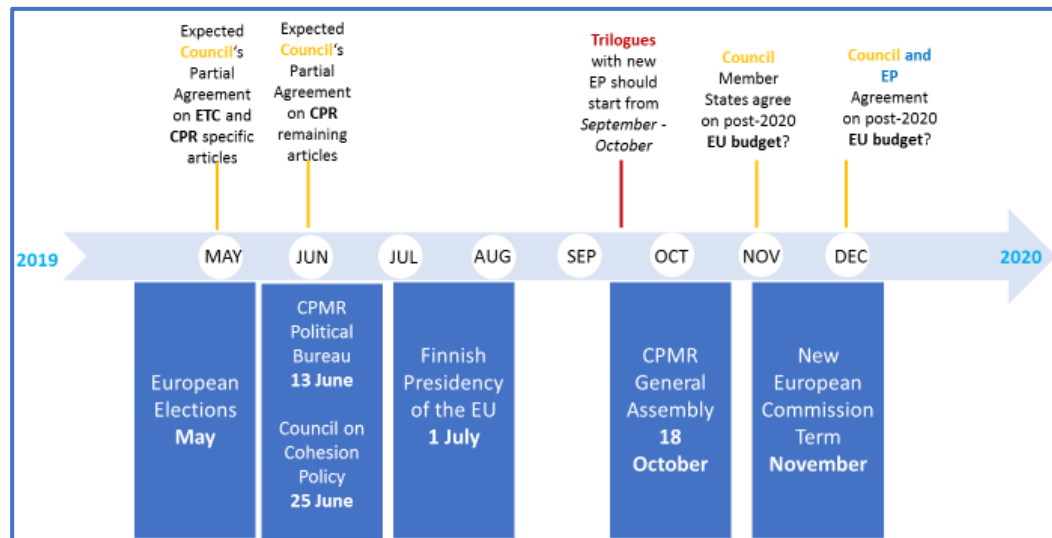 Expected
Council's
Partial
Agreement
on ETC and
CPR specific
articles
Expected
Council's
Partial
Agreement
on CPR
remaining
articles
Trilogues
with new
EP should
start from
September -
October
Council
Member
States agree
on post-2020
EU budget?
Council and
EP
Agreement
on post-2020
EU budget?
2019
MAY
JUN
JUL
AUG
SEP
OCT
NOV
DEC
2020
European
Elections
May
CPMR
Political
Bureau
13 June
Council on
Cohesion
Policy
25 June
Finnish
Presidency
of the EU
1 July
CPMR
General
Assembly
18
October
New
European
Commission
Term
November